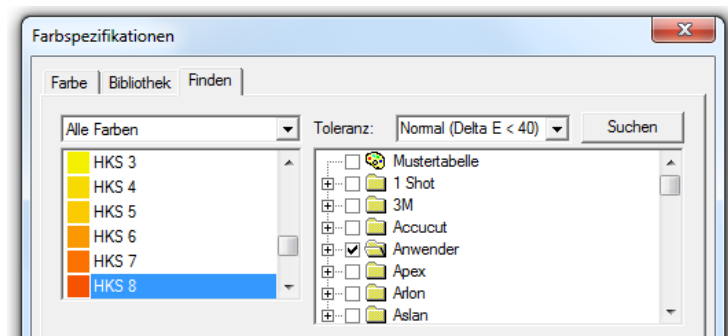 Farbspezifikationen
Farbe Bibliothek Finden
Alle Farben
Toleranz: Normal (Delta E < 40) Suchen
HKS 3
HKS 4
HKS 5
HKS 6
HKS 7
HKS 8
Mustertabelle
1 Shot
3M
Accucut
Anwender
Apex
Arlon
Aslan